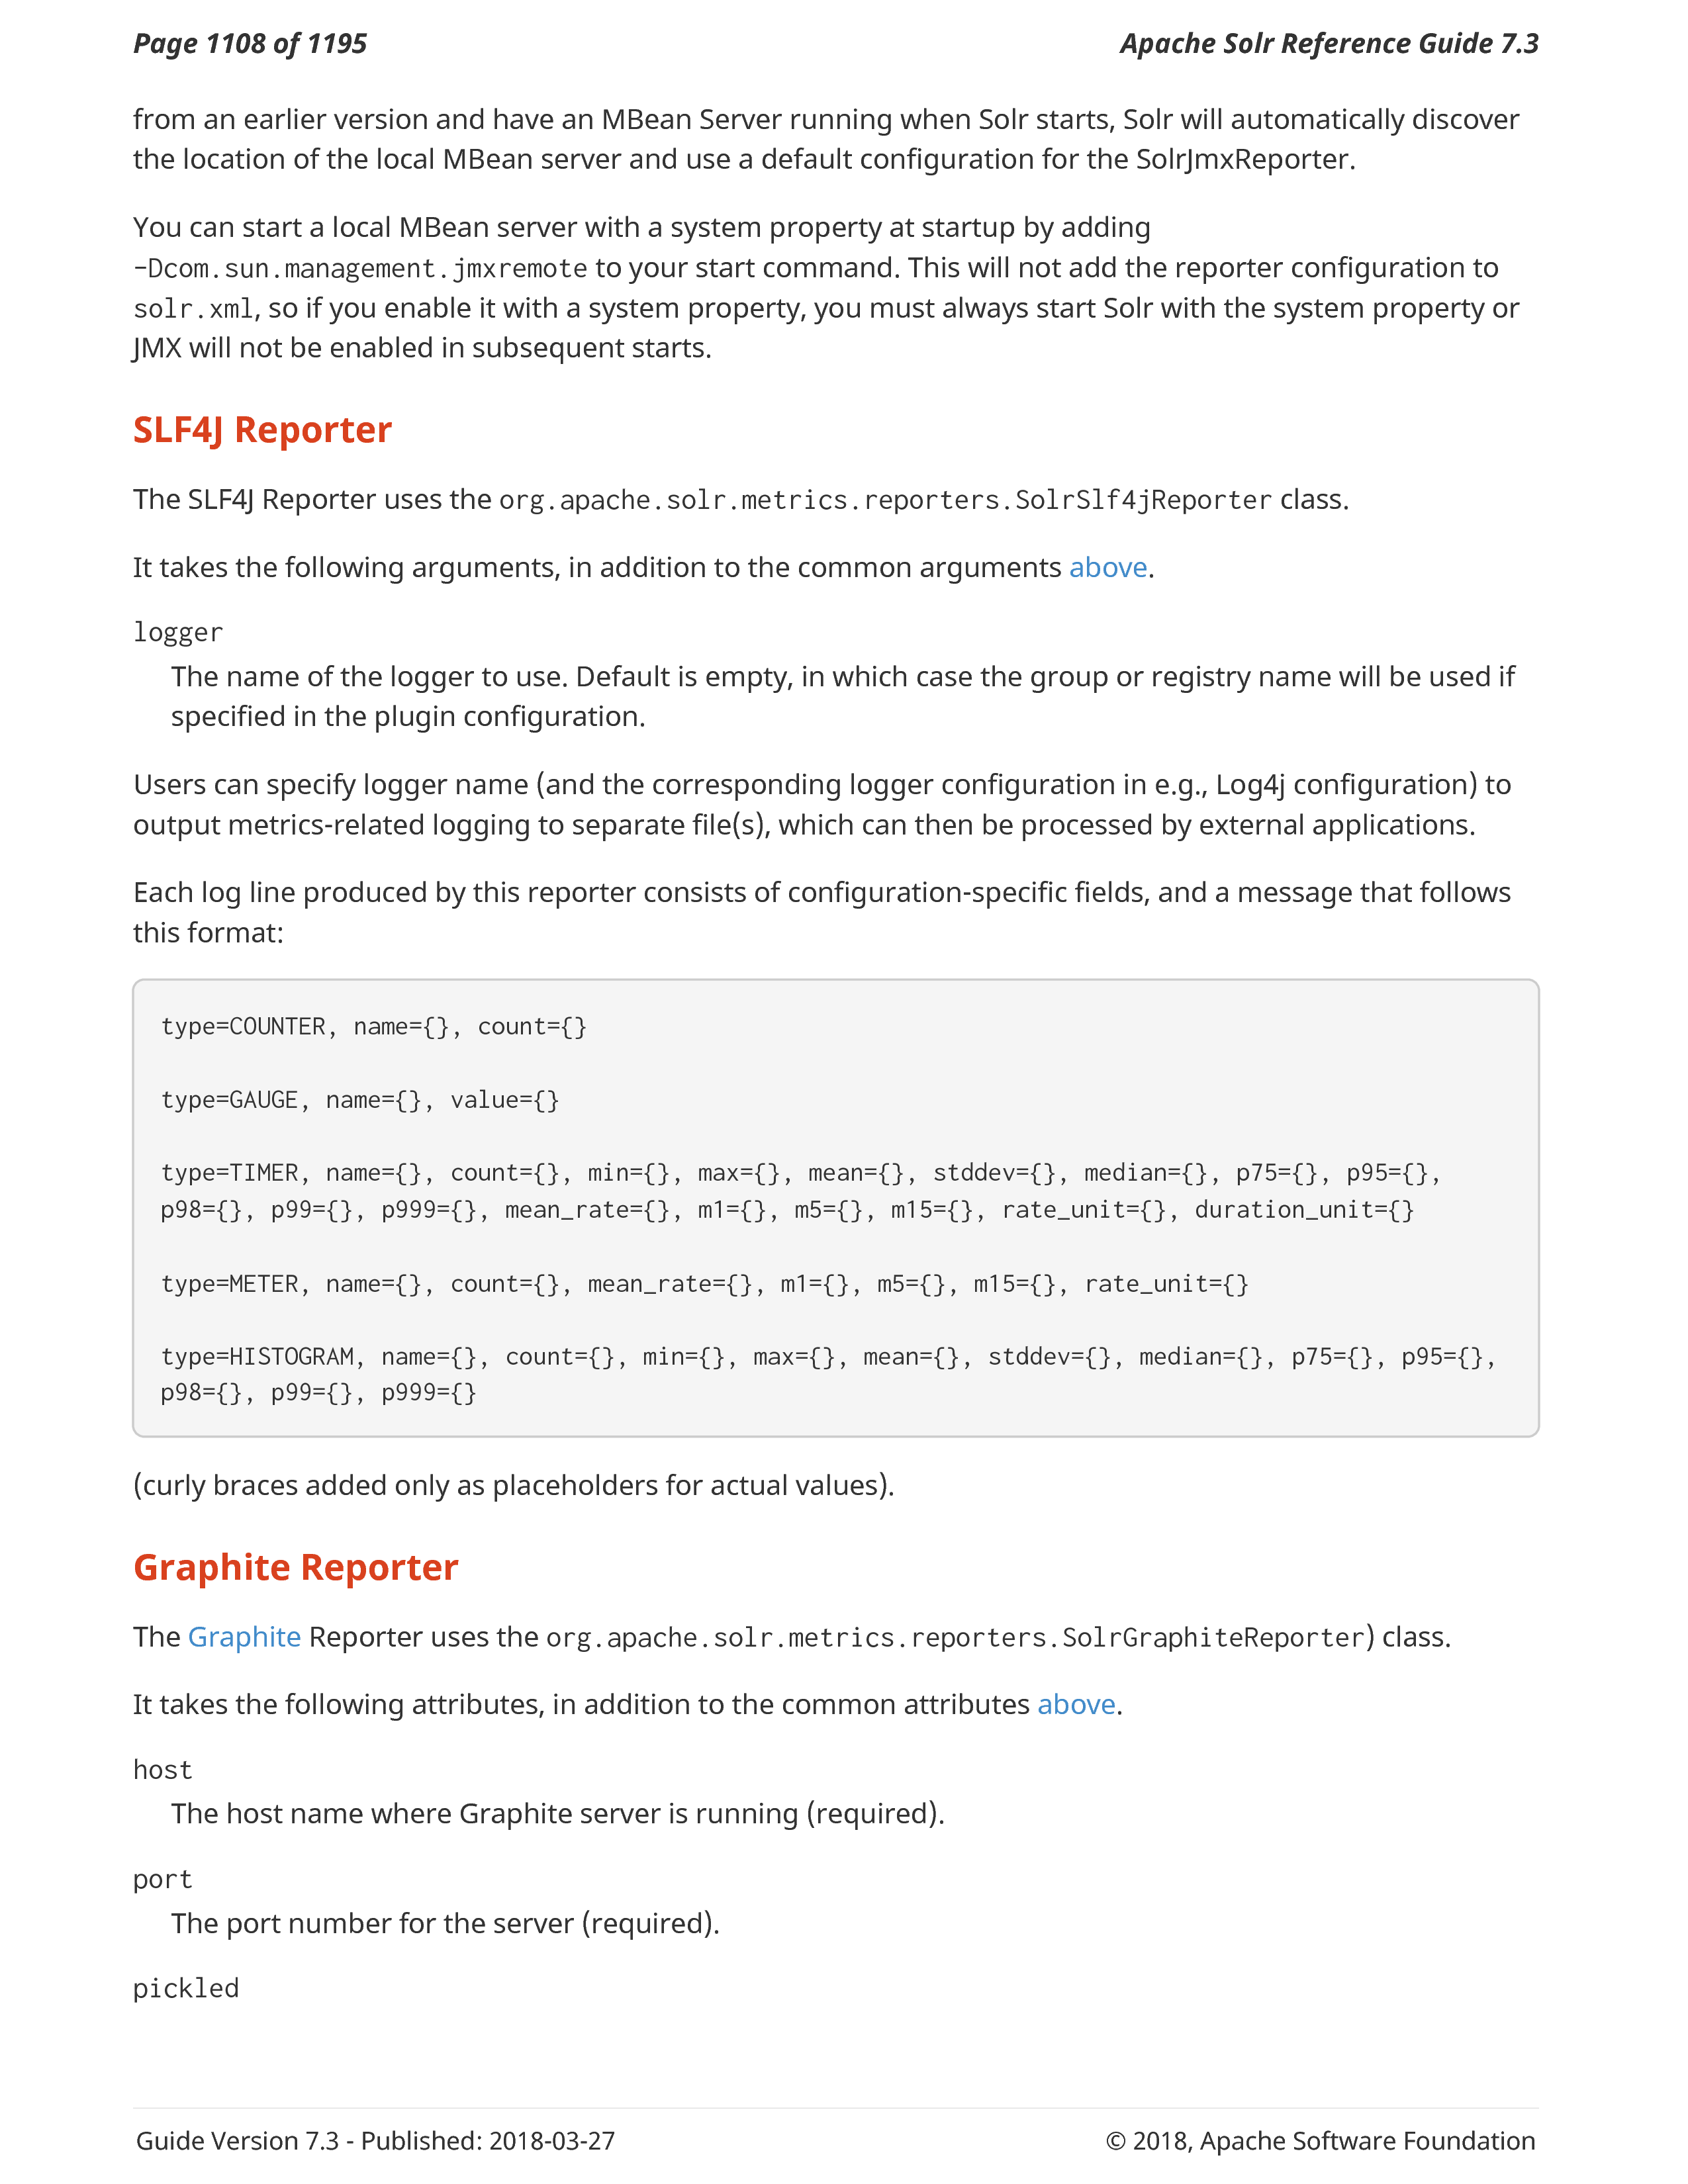 Page 1108 of 1195
Apache Solr Reference Guide 7.3
from an earlier version and have an MBean Server running when Solr starts, Solr will automatically discover
the location of the local MBean server and use a default configuration for the SolrJmxReporter.
You can start a local MBean server with a system property at startup by adding
-Dcom.sun.management.jmxremote to your start command. This will not add the reporter configuration to
solr.xml, so if you enable it with a system property, you must always start Solr with the system property or
JMX will not be enabled in subsequent starts.
SLF4J Reporter
The SLF4J Reporter uses the org.apache.solr.metrics.reporters.SolrSlf4jReporter class.
It takes the following arguments, in addition to the common arguments above.
logger
The name of the logger to use. Default is empty, in which case the group or registry name will be used if
specified in the plugin configuration.
Users can specify logger name (and the corresponding logger configuration in e.g., Log4j configuration) to
output metrics-related logging to separate file(s), which can then be processed by external applications.
Each log line produced by this reporter consists of configuration-specific fields, and a message that follows
this format:
type=COUNTER, name={}, count={}
type=GAUGE, name={}, value={}
type=TIMER, name={}, count={}, min={}, max={}, mean={}, stddev={}, median={}, p75={}, p95={},
p98={}, p99={}, p999={}, mean_rate={}, m1={}, m5={}, m15={}, rate_unit={}, duration_unit={}
type=METER, name={}, count={}, mean_rate={}, m1={}, m5={}, m15={}, rate_unit={}
type=HISTOGRAM, name={}, count={}, min={}, max={}, mean={}, stddev={}, median={}, p75={}, p95={},
p98={}, p99={}, p999={}
(curly braces added only as placeholders for actual values).
Graphite Reporter
The Graphite Reporter uses the org.apache.solr.metrics.reporters.SolrGraphiteReporter) class.
It takes the following attributes, in addition to the common attributes above.
host
The host name where Graphite server is running (required).
port
The port number for the server (required).
pickled
Guide Version 7.3 - Published: 2018-03-27
© 2018, Apache Software Foundation